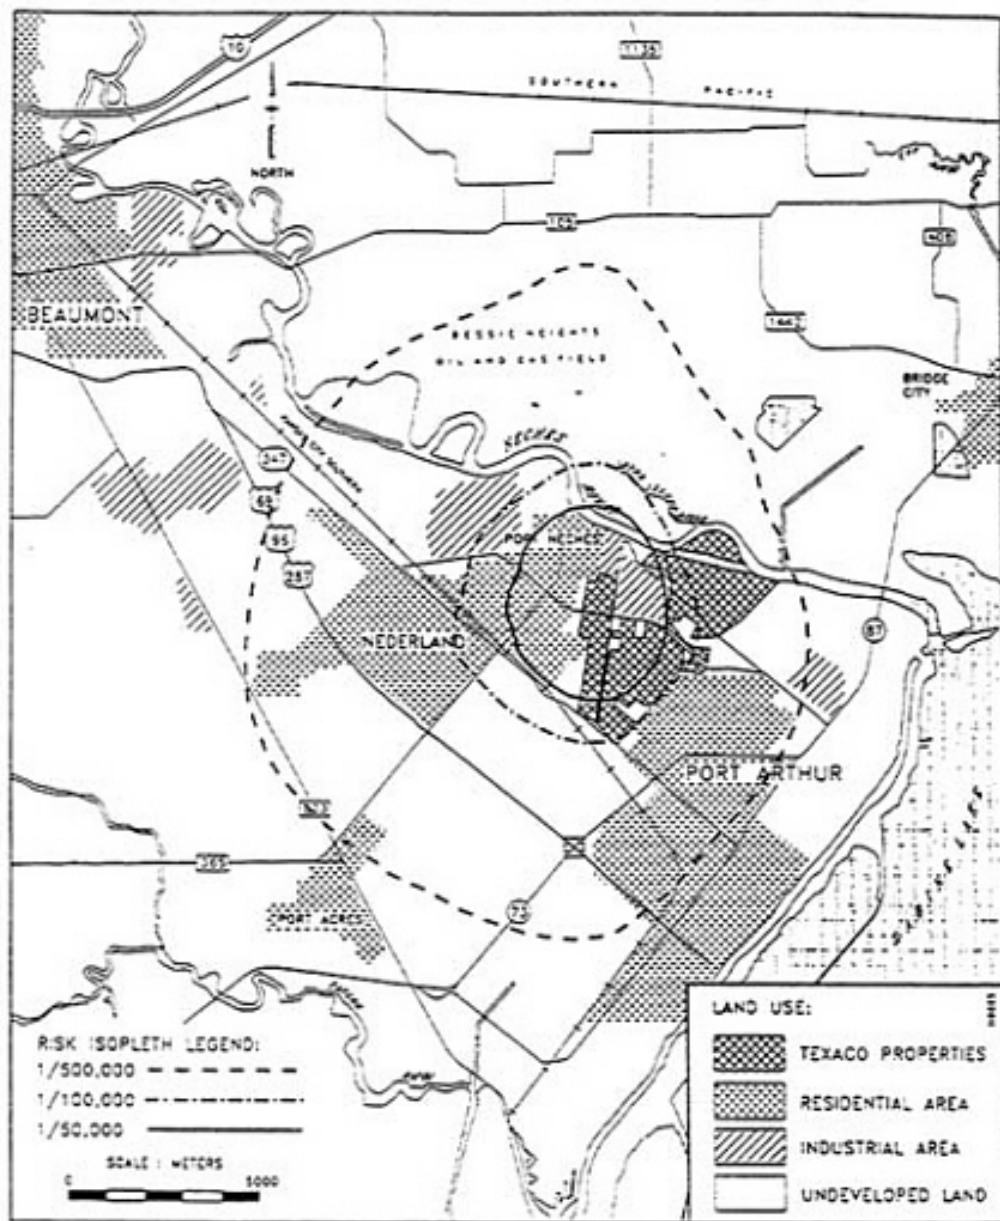 10
1136
SOUTHERN PACIFIC
NORTH
105
408
BEAUMONT
BESSIE HEIGHTS
OIL AND GAS FIELD
1442
BRIDGE
CITY
NECHES
347
69
96
287
PORT NECHES
NEDERLAND
87
PORT ARTHUR
365
73
PORT ACRES
RISK ISOPLETH LEGEND:
1/500,000
1/100,000
1/50,000
SCALE : METERS
0 5000
LAND USE:
TEXACO PROPERTIES
RESIDENTIAL AREA
INDUSTRIAL AREA
UNDEVELOPED LAND